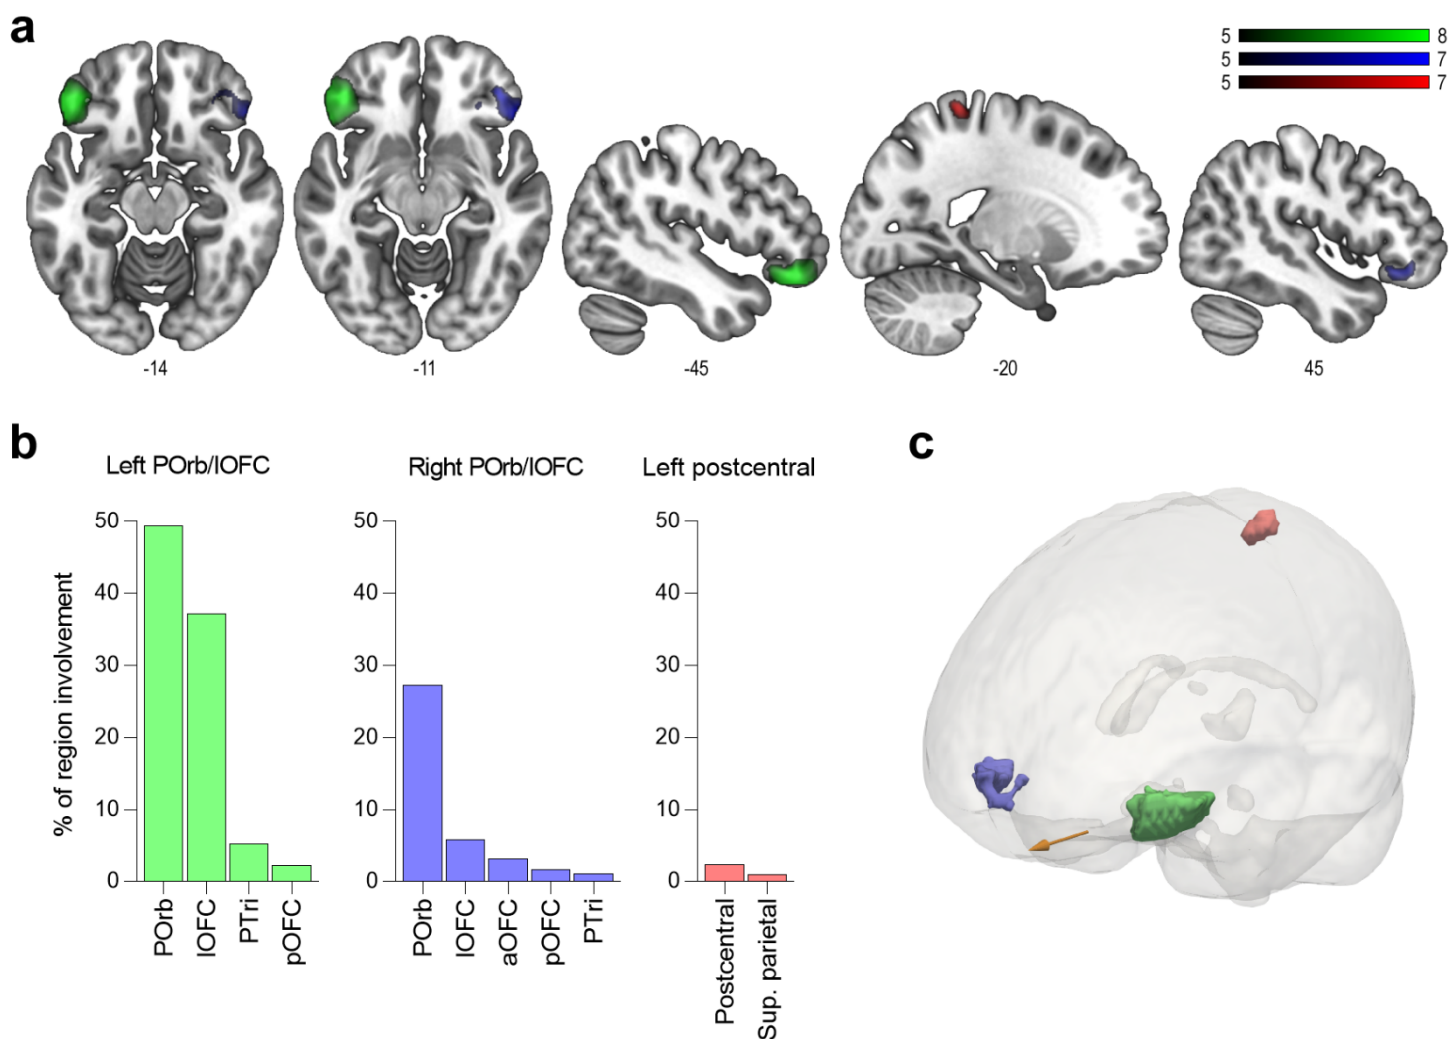 a
5 8
5 7
5 7
-14 -11 -45 -20 45
b
c
Left POrb/lOFC Right POrb/lOFC Left postcentral
% of region involvement
50
40
30
20
10
0
POrb
lOFC
PTri
pOFC
50
40
30
20
10
0
POrb
lOFC
aOFC
pOFC
PTri
50
40
30
20
10
0
Postcentral
Sup. parietal